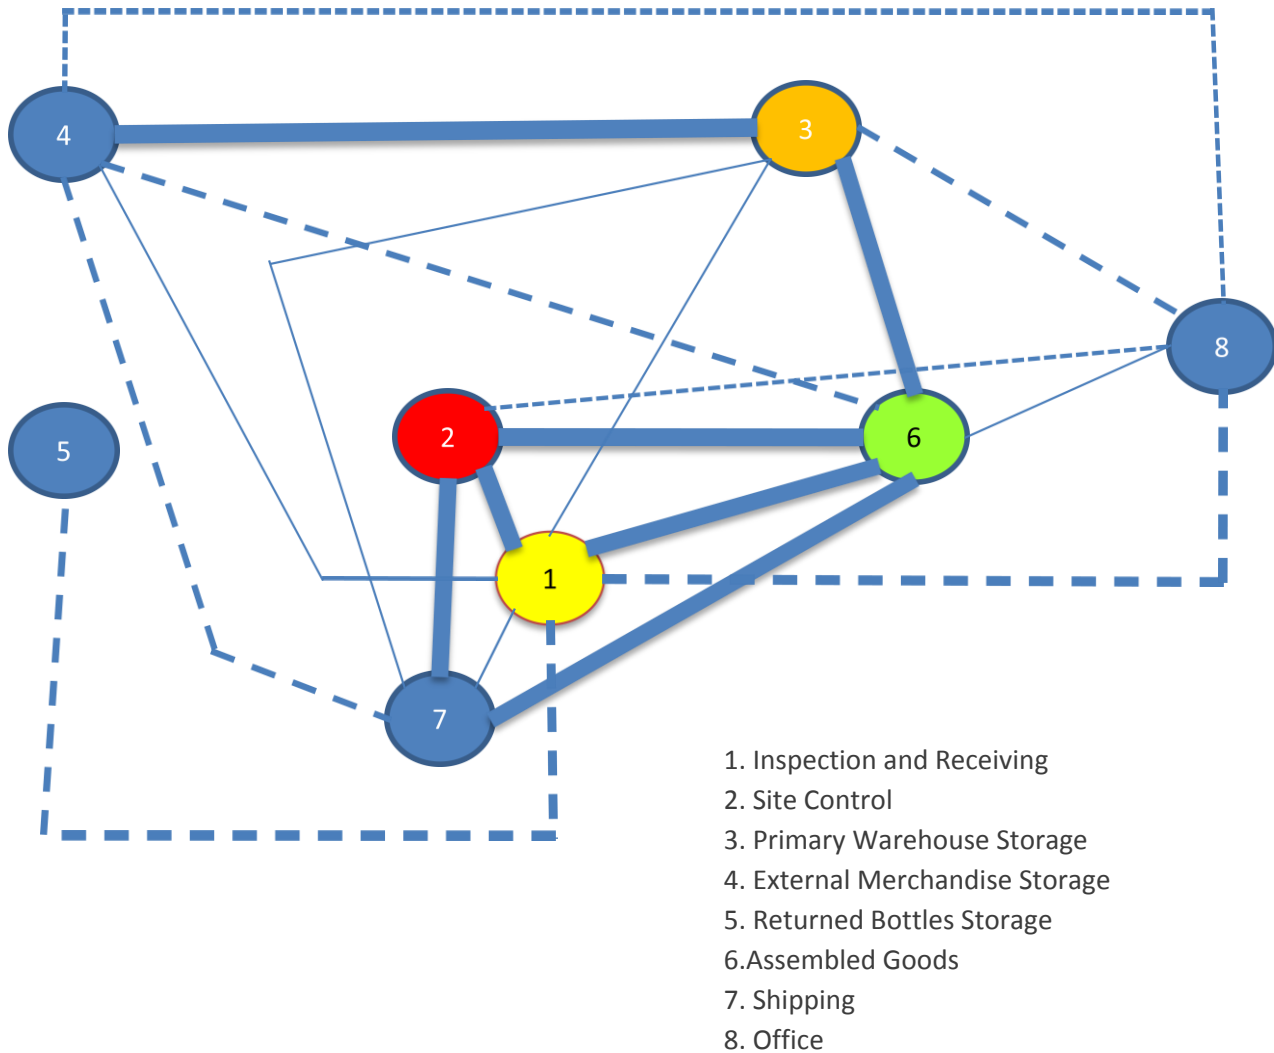 4
3
8
2
6
5
1
7
1. Inspection and Receiving
2. Site Control
3. Primary Warehouse Storage
4. External Merchandise Storage
5. Returned Bottles Storage
6.Assembled Goods
7. Shipping
8. Office